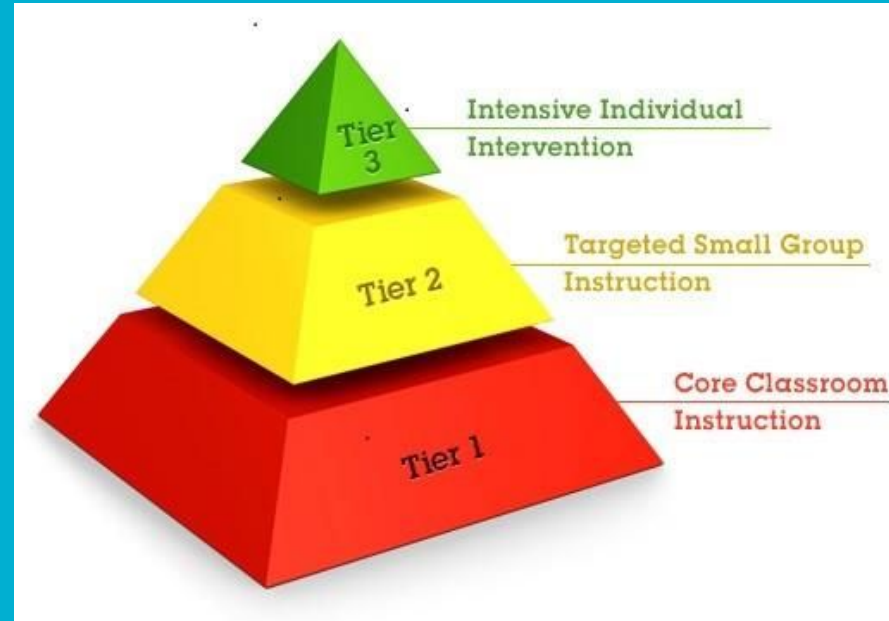 Tier
3
Intensive Individual
Intervention
Tier 2
Targeted Small Group
Instruction
Tier 1
Core Classroom
Instruction